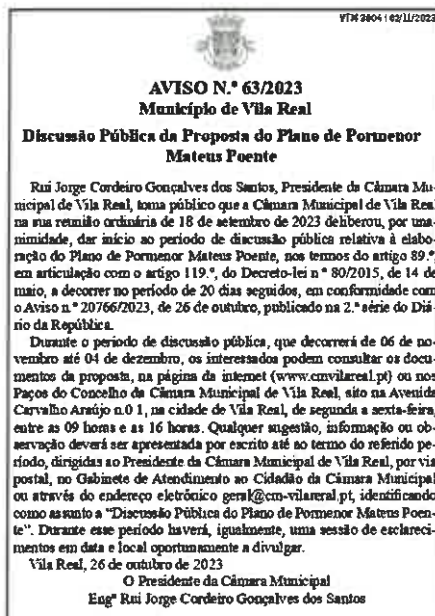 VTM 3804 | 02/11/2023
AVISO N.º 63/2023
Município de Vila Real
Discussão Pública da Proposta do Plano de Pormenor
Mateus Poente
Rui Jorge Cordeiro Gonçalves dos Santos, Presidente da Câmara Mu-
nicipal de Vila Real, torna público que a Câmara Municipal de Vila Real
na sua reunião ordinária de 18 de setembro de 2023 deliberou, por una-
nimidade, dar início ao período de discussão pública relativa à elabo-
ração do Plano de Pormenor Mateus Poente, nos termos do artigo 89.º,
em articulação com o artigo 119.º, do Decreto-lei n º 80/2015, de 14 de
maio, a decorrer no período de 20 dias seguidos, em conformidade com
o Aviso n.º 20766/2023, de 26 de outubro, publicado na 2.ª série do Diá-
rio da República.
Durante o período de discussão pública, que decorrerá de 06 de no-
vembro até 04 de dezembro, os interessados podem consultar os docu-
mentos da proposta, na página da internet (www.cmvilareal.pt) ou nos
Paços do Concelho da Câmara Municipal de Vila Real, sito na Avenida
Carvalho Araújo n.o 1, na cidade de Vila Real, de segunda a sexta-feira,
entre as 09 horas e as 16 horas. Qualquer sugestão, informação ou ob-
servação deverá ser apresentada por escrito até ao termo do referido pe-
ríodo, dirigidas ao Presidente da Câmara Municipal de Vila Real, por via
postal, no Gabinete de Atendimento ao Cidadão da Câmara Municipal
ou através do endereço eletrónico geral@cm-vilareral.pt, identificando
como assunto a "Discussão Pública do Plano de Pormenor Mateus Poen-
te". Durante esse período haverá, igualmente, uma sessão de esclareci-
mentos em data e local oportunamente a divulgar.
Vila Real, 26 de outubro de 2023
O Presidente da Câmara Municipal
Engº Rui Jorge Cordeiro Gonçalves dos Santos